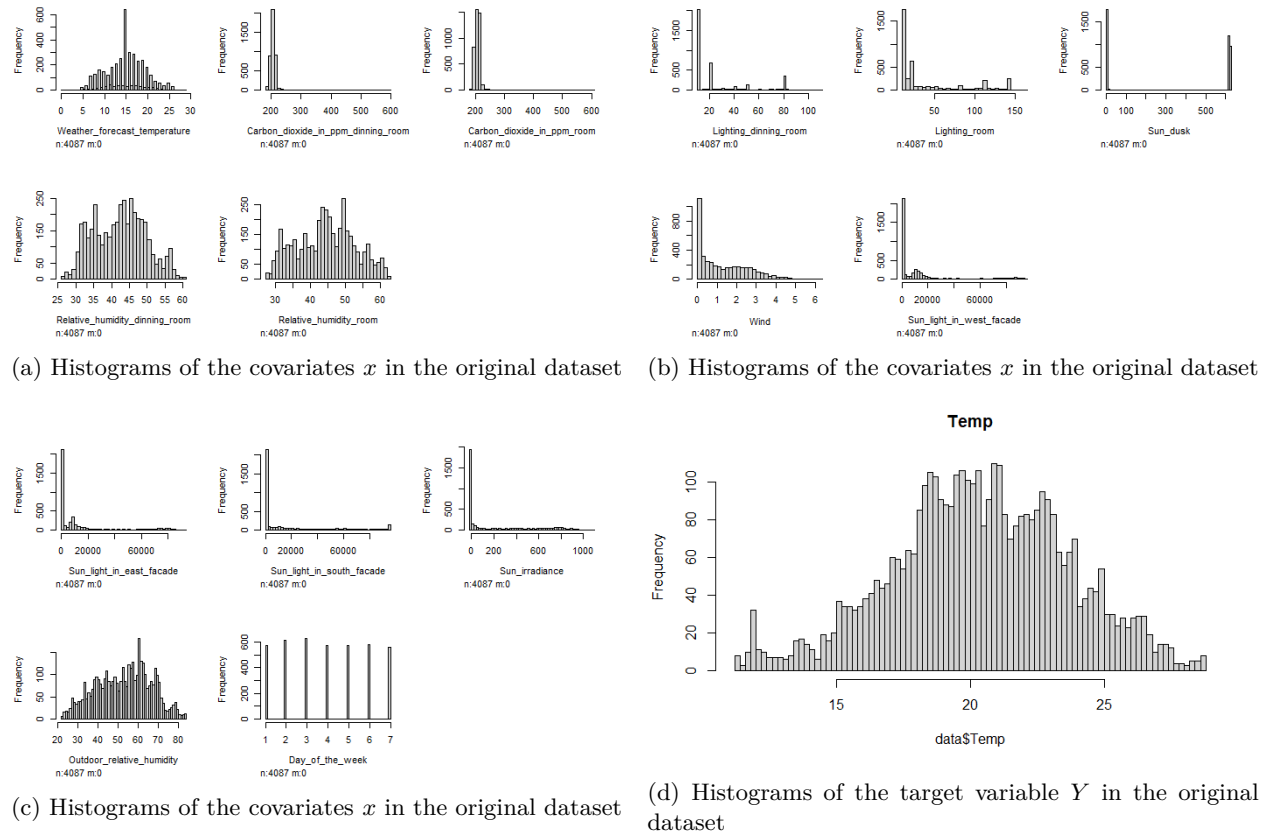 Frequency
0 200 400 600
0 5 10 15 20 25 30
Weather_forecast_temperature
n:4087 m:0
Frequency
0 500 1500
200 300 400 500 600
Carbon_dioxide_in_ppm_dinning_room
n:4087 m:0
Frequency
0 500 1000
200 300 400 500 600
Carbon_dioxide_in_ppm_room
n:4087 m:0
Frequency
0 50 150 250
25 30 35 40 45 50 55 60
Relative_humidity_dinning_room
n:4087 m:0
Frequency
0 50 150 250
30 40 50 60
Relative_humidity_room
n:4087 m:0
(a) Histograms of the covariates x in the original dataset
Frequency
0 500 1500
20 40 60 80 100
Lighting_dinning_room
n:4087 m:0
Frequency
0 500 1500
50 100 150
Lighting_room
n:4087 m:0
Frequency
0 500 1500
0 100 300 500
Sun_dusk
n:4087 m:0
Frequency
0 400 800
0 1 2 3 4 5 6
Wind
n:4087 m:0
Frequency
0 500 1500
0 20000 60000
Sun_light_in_west_facade
n:4087 m:0
(b) Histograms of the covariates x in the original dataset
Frequency
0 500 1500
0 20000 60000
Sun_light_in_east_facade
n:4087 m:0
Frequency
0 500 1500
0 20000 60000
Sun_light_in_south_facade
n:4087 m:0
Frequency
0 500 1500
0 200 600 1000
Sun_irradiance
n:4087 m:0
Frequency
0 50 100 150
20 30 40 50 60 70 80
Outdoor_relative_humidity
n:4087 m:0
Frequency
0 200 400 600
1 2 3 4 5 6 7
Day_of_the_week
n:4087 m:0
(c) Histograms of the covariates x in the original dataset
Temp
Frequency
0 20 40 60 80 100
15 20 25
data$Temp
(d) Histograms of the target variable Y in the original
dataset